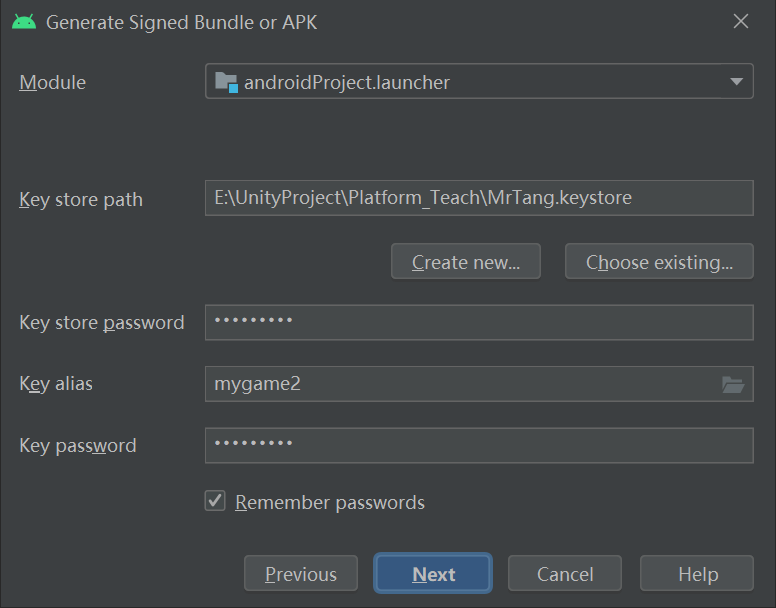 Generate Signed Bundle or APK
Module
androidProject.launcher
Key store path
E:\UnityProject\Platform_Teach\MrTang.keystore
Create new...
Choose existing...
Key store password
•••••••••
Key alias
mygame2
Key password
•••••••••
Remember passwords
Previous
Next
Cancel
Help